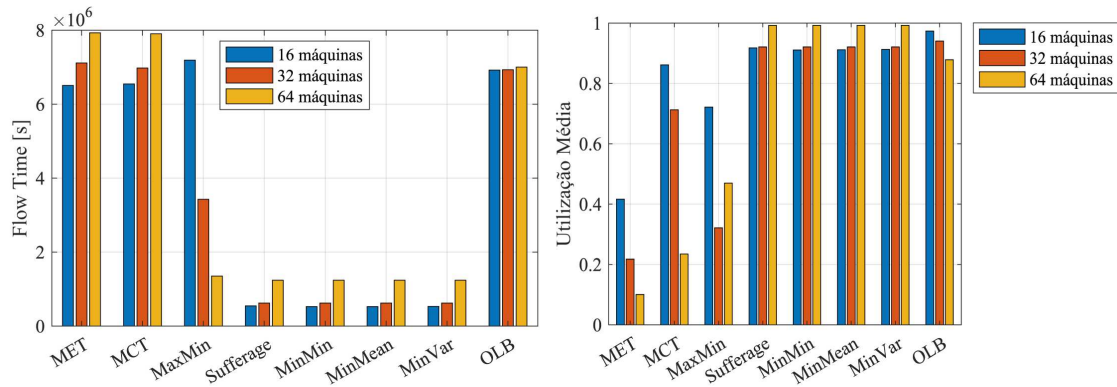 ×10⁶
8
6
4
2
0
Flow Time [s]
16 máquinas
32 máquinas
64 máquinas
MET
MCT
MaxMin
Sufferage
MinMin
MinMean
MinVar
OLB
1
0.8
0.6
0.4
0.2
0
Utilização Média
16 máquinas
32 máquinas
64 máquinas
MET
MCT
MaxMin
Sufferage
MinMin
MinMean
MinVar
OLB